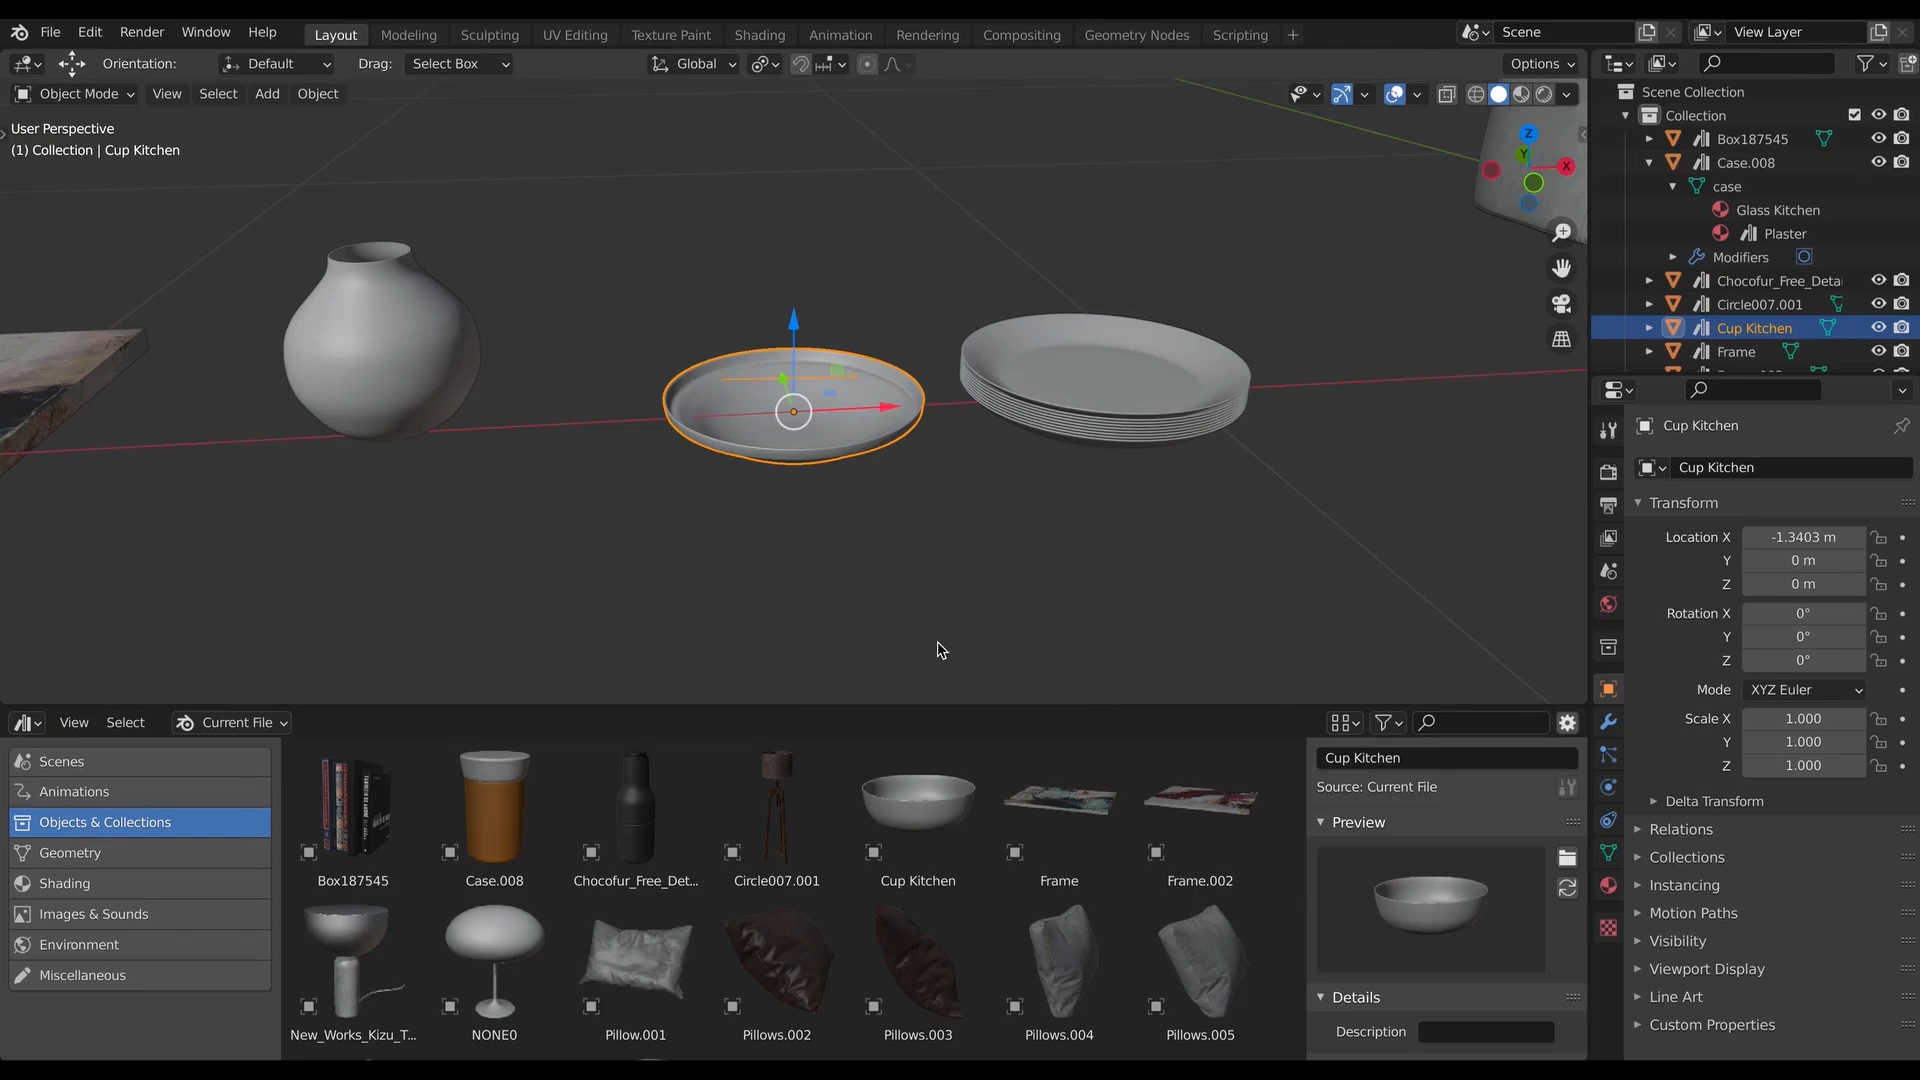 File Edit Render Window Help
Layout Modeling Sculpting UV Editing Texture Paint Shading Animation Rendering Compositing Geometry Nodes Scripting +
Scene
View Layer
Orientation: Default Drag: Select Box
Global
Options
Object Mode View Select Add Object
User Perspective
(1) Collection | Cup Kitchen
Z
Y
X
Scene Collection
Collection
Box187545
Case.008
case
Glass Kitchen
Plaster
Modifiers
Chocofur_Free_Detai
Circle007.001
Cup Kitchen
Frame
Cup Kitchen
Cup Kitchen
Transform
Location X -1.3403 m
Y 0 m
Z 0 m
Rotation X 0°
Y 0°
Z 0°
Mode XYZ Euler
Scale X 1.000
Y 1.000
Z 1.000
Delta Transform
Relations
Collections
Instancing
Motion Paths
Visibility
Viewport Display
Line Art
Custom Properties
View Select Current File
Scenes
Animations
Objects & Collections
Geometry
Shading
Images & Sounds
Environment
Miscellaneous
Box187545 Case.008 Chocofur_Free_Det... Circle007.001 Cup Kitchen Frame Frame.002
New_Works_Kizu_T... NONE0 Pillow.001 Pillows.002 Pillows.003 Pillows.004 Pillows.005
Cup Kitchen
Source: Current File
Preview
Details
Description